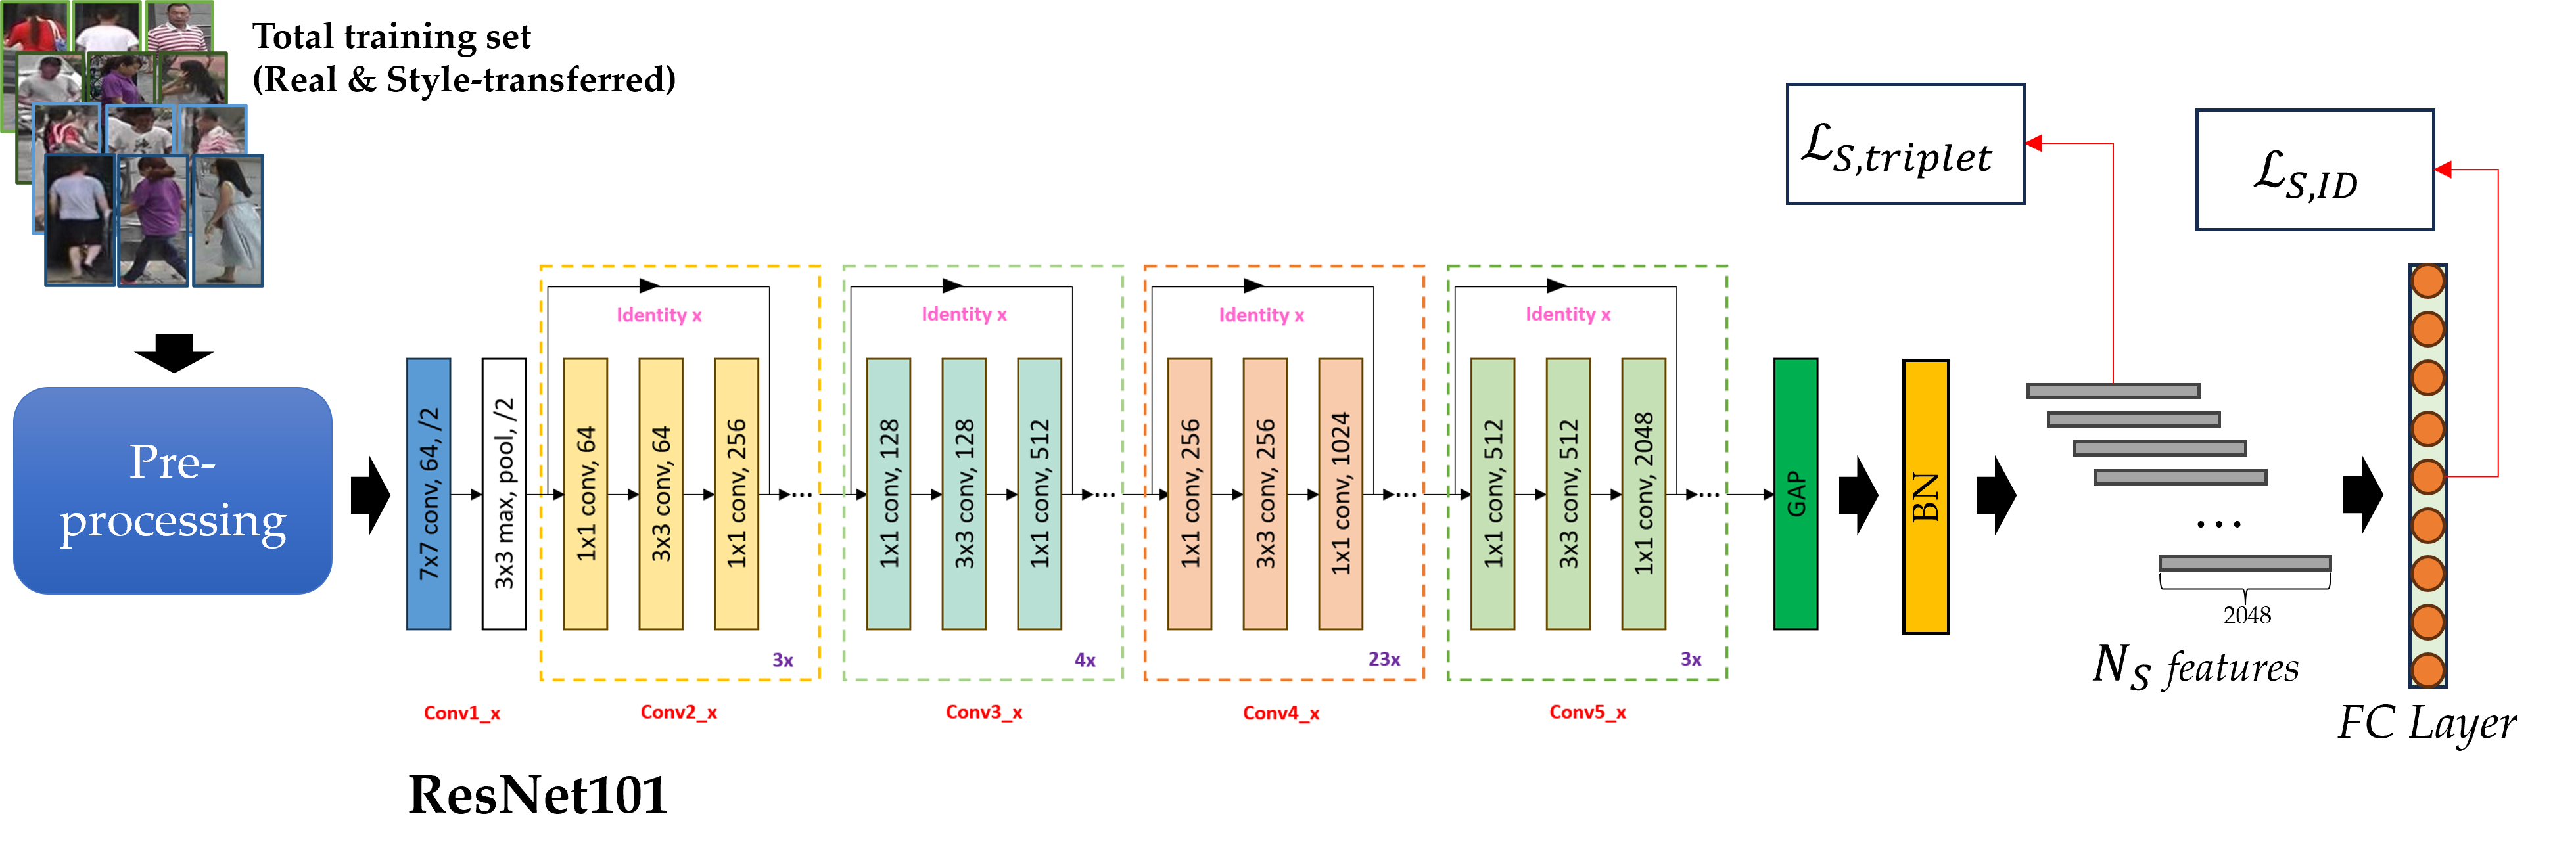 Total training set
(Real & Style-transferred)
Pre-
processing
7x7 conv, 64, /2
3x3 max, pool, /2
Identity x
1x1 conv, 64
3x3 conv, 64
1x1 conv, 256
...
3x
Identity x
1x1 conv, 128
3x3 conv, 128
1x1 conv, 512
...
4x
Identity x
1x1 conv, 256
3x3 conv, 256
1x1 conv, 1024
...
23x
Identity x
1x1 conv, 512
3x3 conv, 512
1x1 conv, 2048
...
3x
GAP
BN
ℒS,triplet
ℒS,ID
...
2048
NS features
FC Layer
Conv1_x
Conv2_x
Conv3_x
Conv4_x
Conv5_x
ResNet101